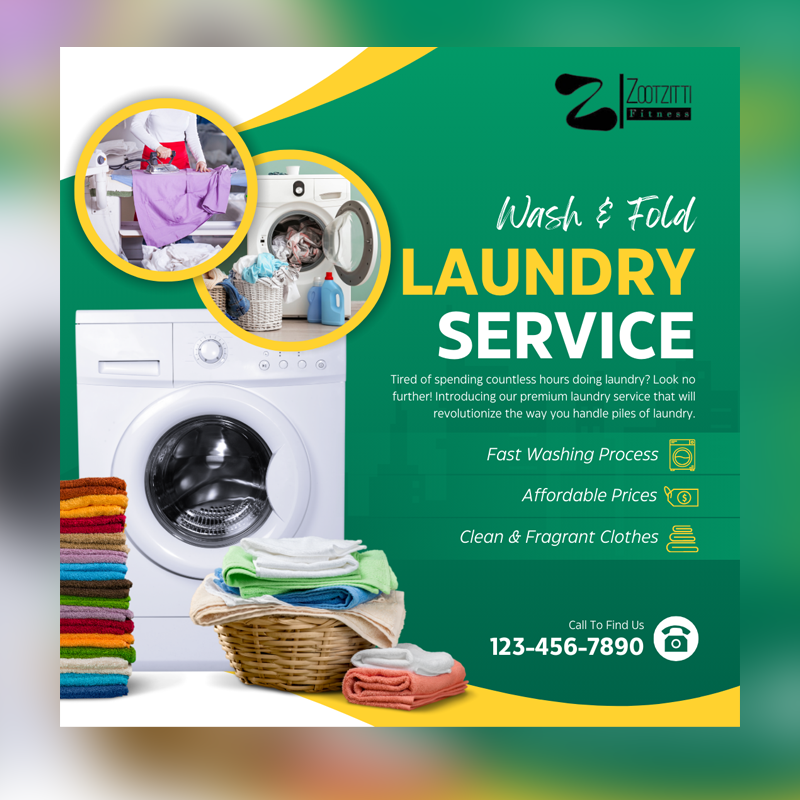 ZOOTZITTI
Fitness
Wash & Fold
LAUNDRY
SERVICE
Tired of spending countless hours doing laundry? Look no
further! Introducing our premium laundry service that will
revolutionize the way you handle piles of laundry.
Fast Washing Process
Affordable Prices
Clean & Fragrant Clothes
Call To Find Us
123-456-7890